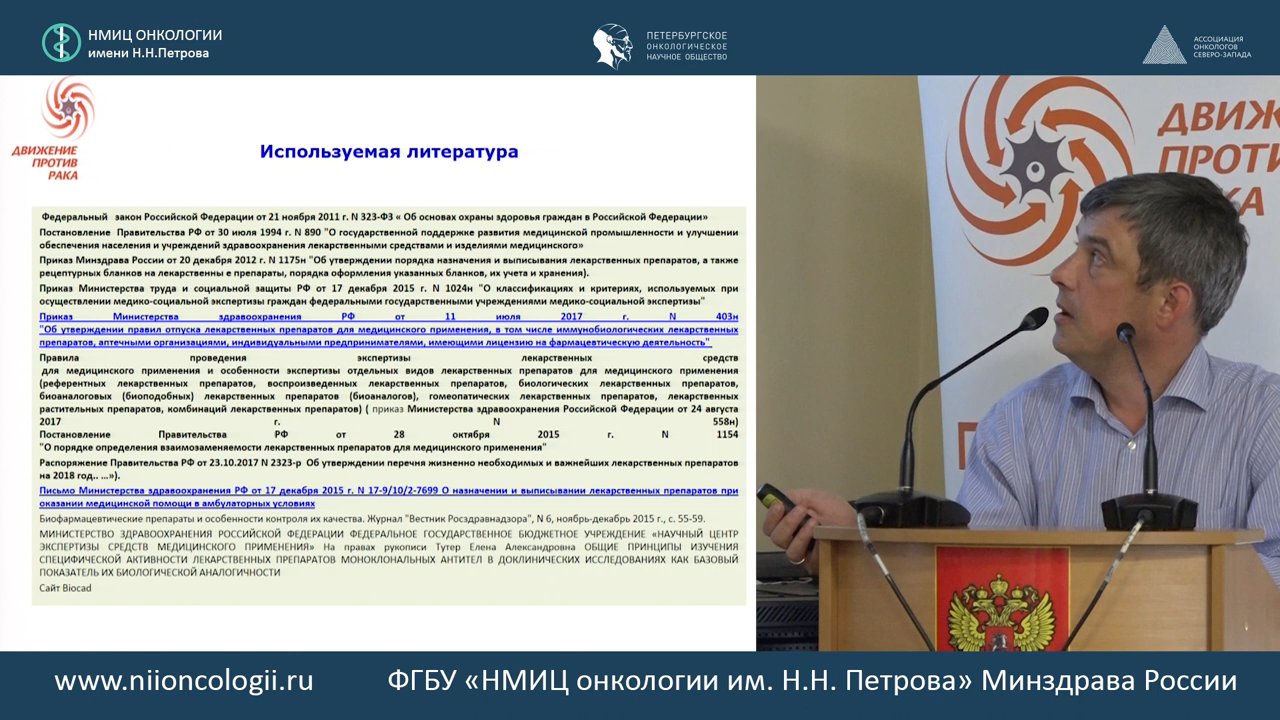 НМИЦ ОНКОЛОГИИ
имени Н.Н.Петрова
ПЕТЕРБУРГСКОЕ
ОНКОЛОГИЧЕСКОЕ
НАУЧНОЕ ОБЩЕСТВО
АССОЦИАЦИЯ
ОНКОЛОГОВ
СЕВЕРО-ЗАПАДА
ДВИЖЕНИЕ
ПРОТИВ
РАКА
Используемая литература
Федеральный закон Российской Федерации от 21 ноября 2011 г. N 323-ФЗ « Об основах охраны здоровья граждан в Российской Федерации»
Постановление Правительства РФ от 30 июля 1994 г. N 890 "О государственной поддержке развития медицинской промышленности и улучшении
обеспечения населения и учреждений здравоохранения лекарственными средствами и изделиями медицинского»
Приказ Минздрава России от 20 декабря 2012 г. N 1175н "Об утверждении порядка назначения и выписывания лекарственных препаратов, а также
рецептурных бланков на лекарственны е препараты, порядка оформления указанных бланков, их учета и хранения).
Приказ Министерства труда и социальной защиты РФ от 17 декабря 2015 г. N 1024н "О классификациях и критериях, используемых при
осуществлении медико-социальной экспертизы граждан федеральными государственными учреждениями медико-социальной экспертизы"
Приказ Министерства здравоохранения РФ от 11 июля 2017 г. N 403н
"Об утверждении правил отпуска лекарственных препаратов для медицинского применения, в том числе иммунобиологических лекарственных
препаратов, аптечными организациями, индивидуальными предпринимателями, имеющими лицензию на фармацевтическую деятельность"
Правила проведения экспертизы лекарственных средств
для медицинского применения и особенности экспертизы отдельных видов лекарственных препаратов для медицинского применения
(референтных лекарственных препаратов, воспроизведенных лекарственных препаратов, биологических лекарственных препаратов,
биоаналоговых (биоподобных) лекарственных препаратов (биоаналогов), гомеопатических лекарственных препаратов, лекарственных
растительных препаратов, комбинаций лекарственных препаратов) ( приказ Министерства здравоохранения Российской Федерации от 24 августа
2017 г. N 558н)
Постановление Правительства РФ от 28 октября 2015 г. N 1154
"О порядке определения взаимозаменяемости лекарственных препаратов для медицинского применения"
Распоряжение Правительства РФ от 23.10.2017 N 2323-р Об утверждении перечня жизненно необходимых и важнейших лекарственных препаратов
на 2018 год.. ...»).
Письмо Министерства здравоохранения РФ от 17 декабря 2015 г. N 17-9/10/2-7699 О назначении и выписывании лекарственных препаратов при
оказании медицинской помощи в амбулаторных условиях
Биофармацевтические препараты и особенности контроля их качества. Журнал "Вестник Росздравнадзора", N 6, ноябрь-декабрь 2015 г., с. 55-59.
МИНИСТЕРСТВО ЗДРАВООХРАНЕНИЯ РОССИЙСКОЙ ФЕДЕРАЦИИ ФЕДЕРАЛЬНОЕ ГОСУДАРСТВЕННОЕ БЮДЖЕТНОЕ УЧРЕЖДЕНИЕ «НАУЧНЫЙ ЦЕНТР
ЭКСПЕРТИЗЫ СРЕДСТВ МЕДИЦИНСКОГО ПРИМЕНЕНИЯ» На правах рукописи Тутер Елена Александровна ОБЩИЕ ПРИНЦИПЫ ИЗУЧЕНИЯ
СПЕЦИФИЧЕСКОЙ АКТИВНОСТИ ЛЕКАРСТВЕННЫХ ПРЕПАРАТОВ МОНОКЛОНАЛЬНЫХ АНТИТЕЛ В ДОКЛИНИЧЕСКИХ ИССЛЕДОВАНИЯХ КАК БАЗОВЫЙ
ПОКАЗАТЕЛЬ ИХ БИОЛОГИЧЕСКОЙ АНАЛОГИЧНОСТИ
Сайт Biocad
ДВИЖЕ
ПРОТИ
КА
www.niioncologii.ru
ФГБУ «НМИЦ онкологии им. Н.Н. Петрова» Минздрава России